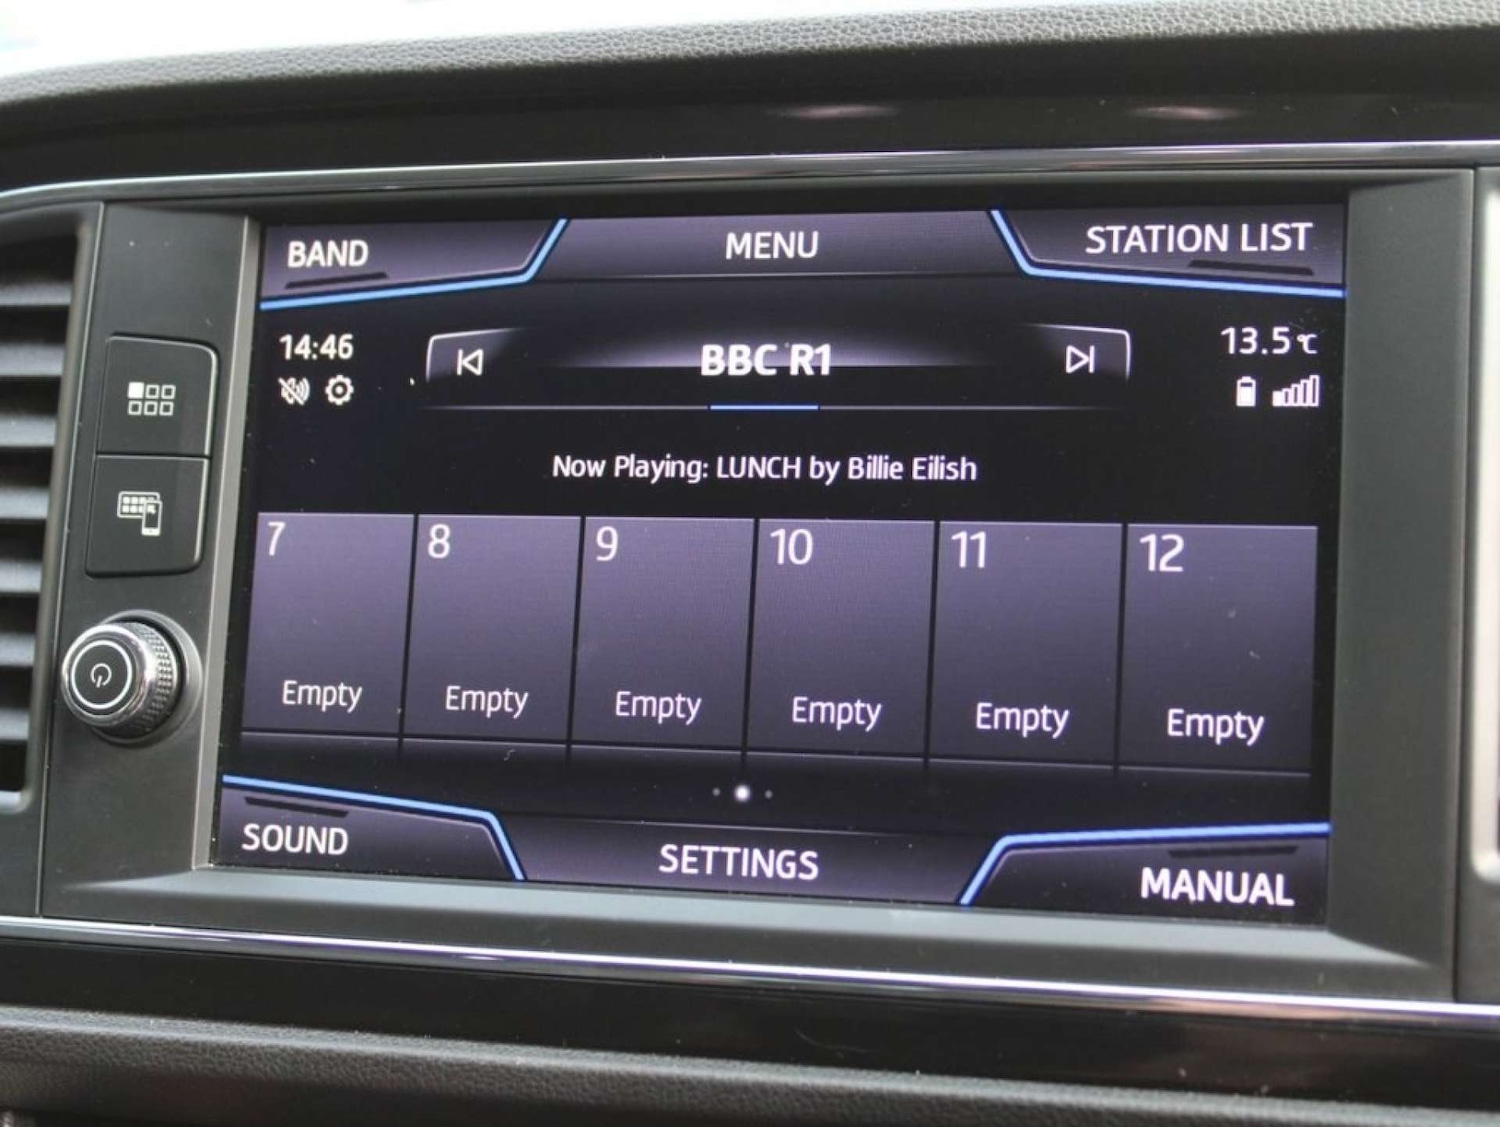 BAND MENU STATION LIST
14:46 BBC R1 13.5℃
Now Playing: LUNCH by Billie Eilish
7 8 9 10 11 12
Empty Empty Empty Empty Empty Empty
SOUND SETTINGS MANUAL